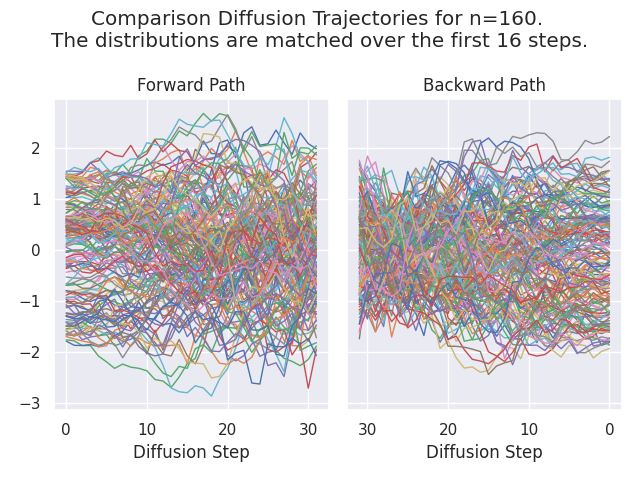 Comparison Diffusion Trajectories for n=160.
The distributions are matched over the first 16 steps.
Forward Path
Backward Path
2
1
0
−1
−2
−3
0 10 20 30
30 20 10 0
Diffusion Step
Diffusion Step